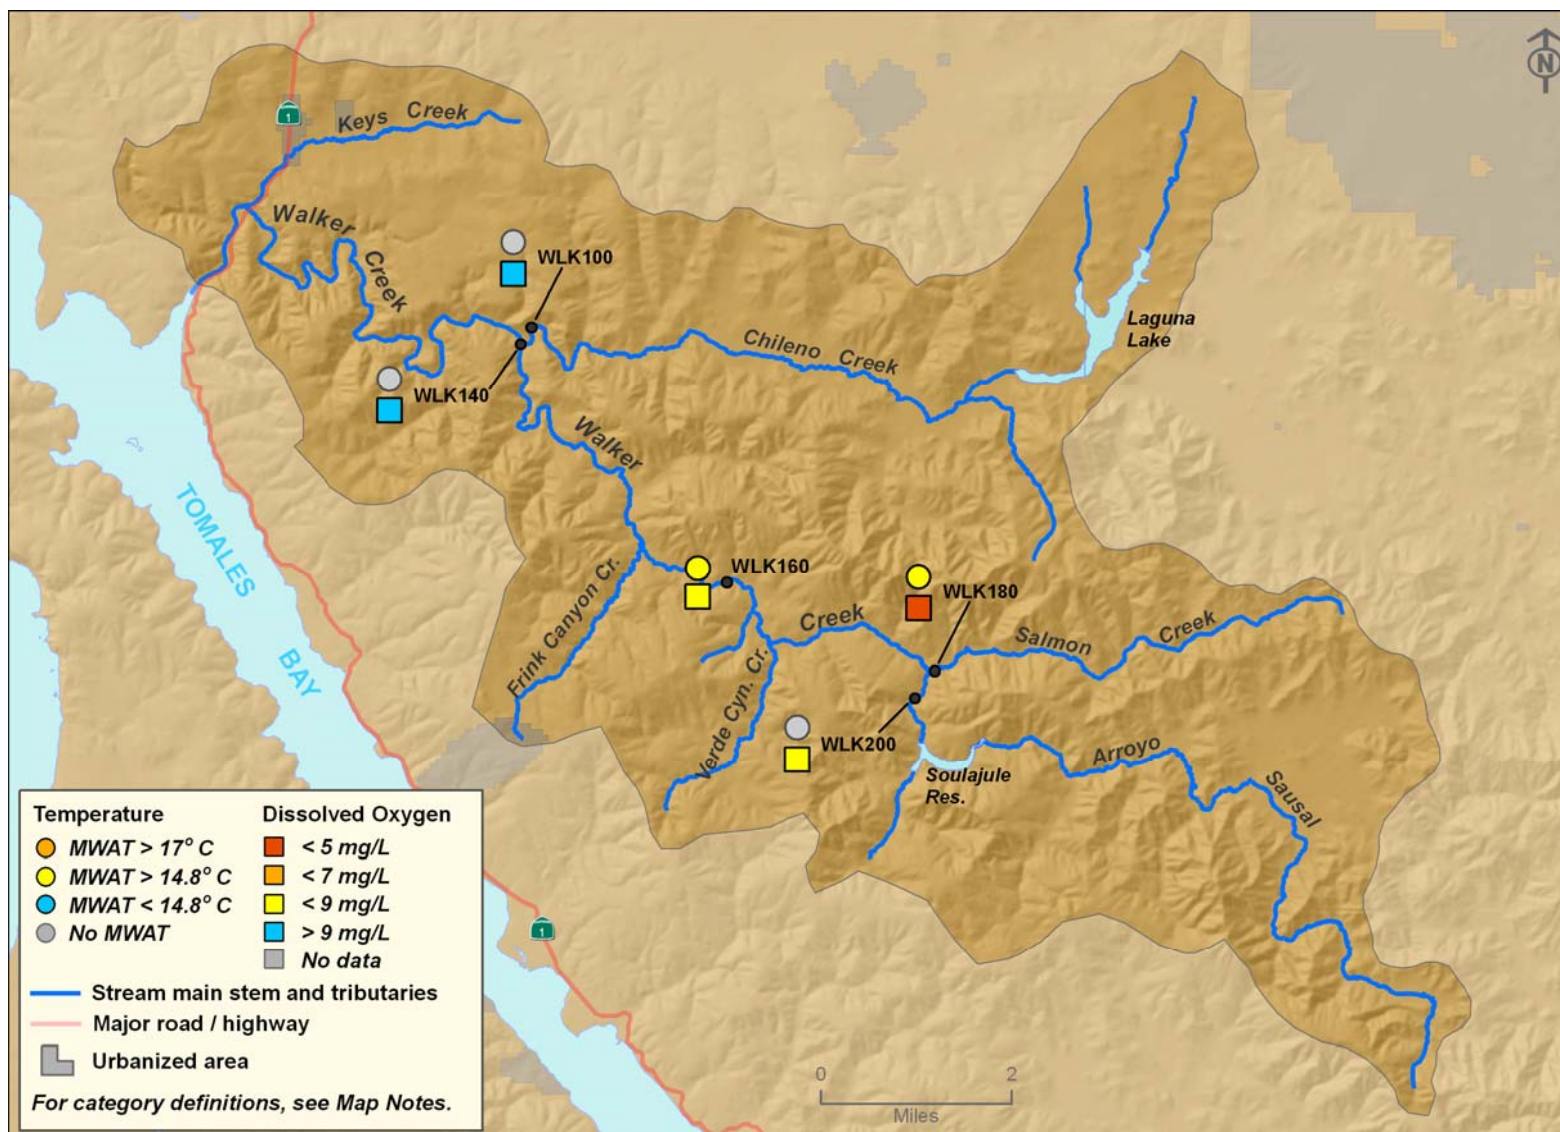 N
1
Keys Creek
Walker
Creek
WLK100
Laguna
Lake
Chileno Creek
WLK140
Walker
TOMALES
BAY
WLK160
Frink Canyon Cr.
Creek
WLK180
Salmon
Creek
Verde Cyn. Cr.
WLK200
Soulajule
Res.
Arroyo
Sausal
Temperature
MWAT > 17° C
MWAT > 14.8° C
MWAT < 14.8° C
No MWAT
Dissolved Oxygen
< 5 mg/L
< 7 mg/L
< 9 mg/L
> 9 mg/L
No data
Stream main stem and tributaries
Major road / highway
Urbanized area
For category definitions, see Map Notes.
1
0 2
Miles